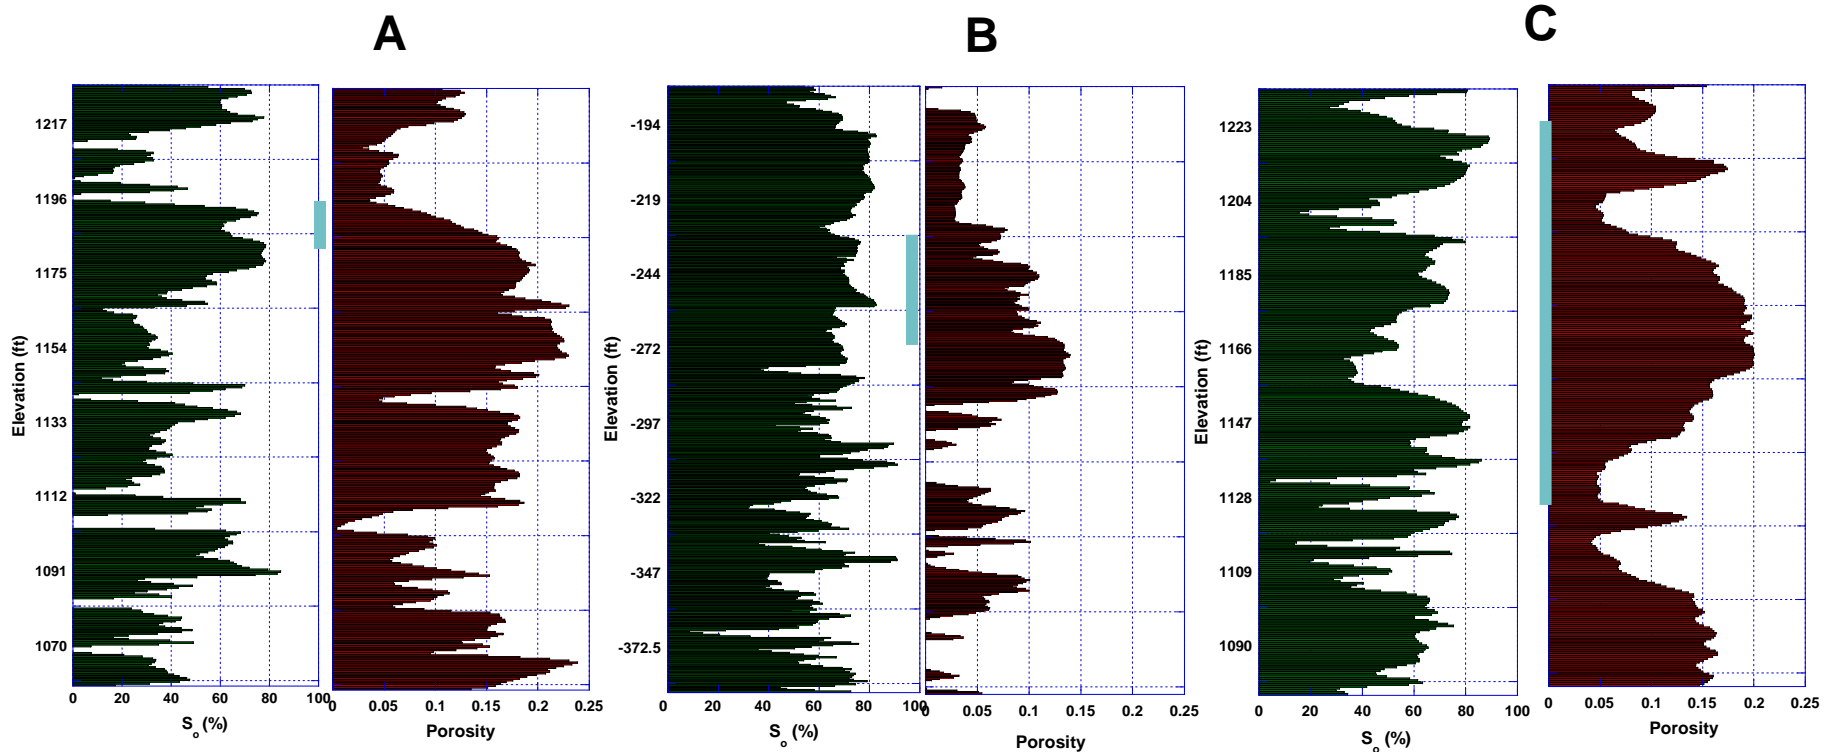 A
B
C
Elevation (ft)
1217
1196
1175
1154
1133
1112
1091
1070
0 20 40 60 80 100
S_o (%)
0 0.05 0.1 0.15 0.2 0.25
Porosity
Elevation (ft)
-194
-219
-244
-272
-297
-322
-347
-372.5
0 20 40 60 80 100
S_o (%)
0 0.05 0.1 0.15 0.2 0.25
Porosity
Elevation (ft)
1223
1204
1185
1166
1147
1128
1109
1090
0 20 40 60 80 100
S_o (%)
0 0.05 0.1 0.15 0.2 0.25
Porosity